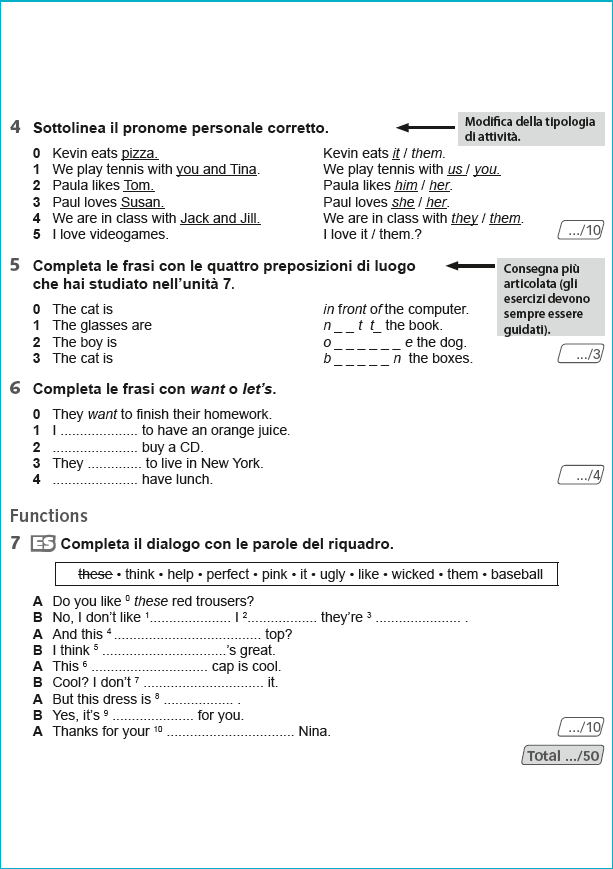 4 Sottolinea il pronome personale corretto.
Modifica della tipologia
di attività.
0 Kevin eats pizza. Kevin eats it / them.
1 We play tennis with you and Tina. We play tennis with us / you.
2 Paula likes Tom. Paula likes him / her.
3 Paul loves Susan. Paul loves she / her.
4 We are in class with Jack and Jill. We are in class with they / them.
5 I love videogames. I love it / them.?
.../10
5 Completa le frasi con le quattro preposizioni di luogo
che hai studiato nell'unità 7.
Consegna più
articolata (gli
esercizi devono
sempre essere
guidati).
0 The cat is in front of the computer.
1 The glasses are n _ _ t t_ the book.
2 The boy is o _ _ _ _ _ _ e the dog.
3 The cat is b _ _ _ _ _ n the boxes.
.../3
6 Completa le frasi con want o let's.
0 They want to finish their homework.
1 I .................... to have an orange juice.
2 ...................... buy a CD.
3 They .............. to live in New York.
4 ...................... have lunch.
.../4
Functions
7 ES Completa il dialogo con le parole del riquadro.
these • think • help • perfect • pink • it • ugly • like • wicked • them • baseball
A Do you like 0 these red trousers?
B No, I don't like 1..................... I 2.................. they're 3 ...................... .
A And this 4 ...................................... top?
B I think 5 ................................'s great.
A This 6 .............................. cap is cool.
B Cool? I don't 7 ............................... it.
A But this dress is 8 .................. .
B Yes, it's 9 ..................... for you.
A Thanks for your 10 ................................. Nina.
.../10
Total .../50